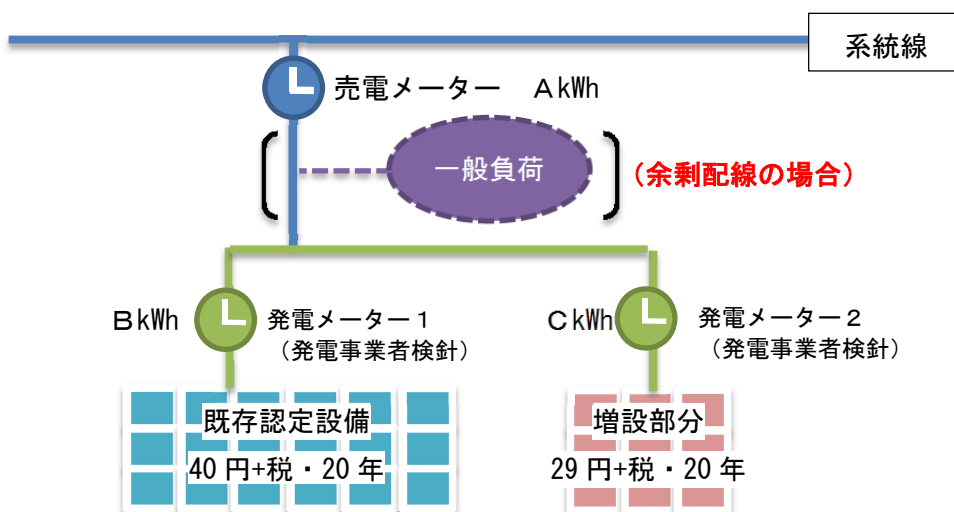 系統線
売電メーター　ＡkWh
一般負荷
（余剰配線の場合）
ＢkWh
発電メーター１
（発電事業者検針）
ＣkWh
発電メーター２
（発電事業者検針）
既存認定設備
40 円+税・20 年
増設部分
29 円+税・20 年